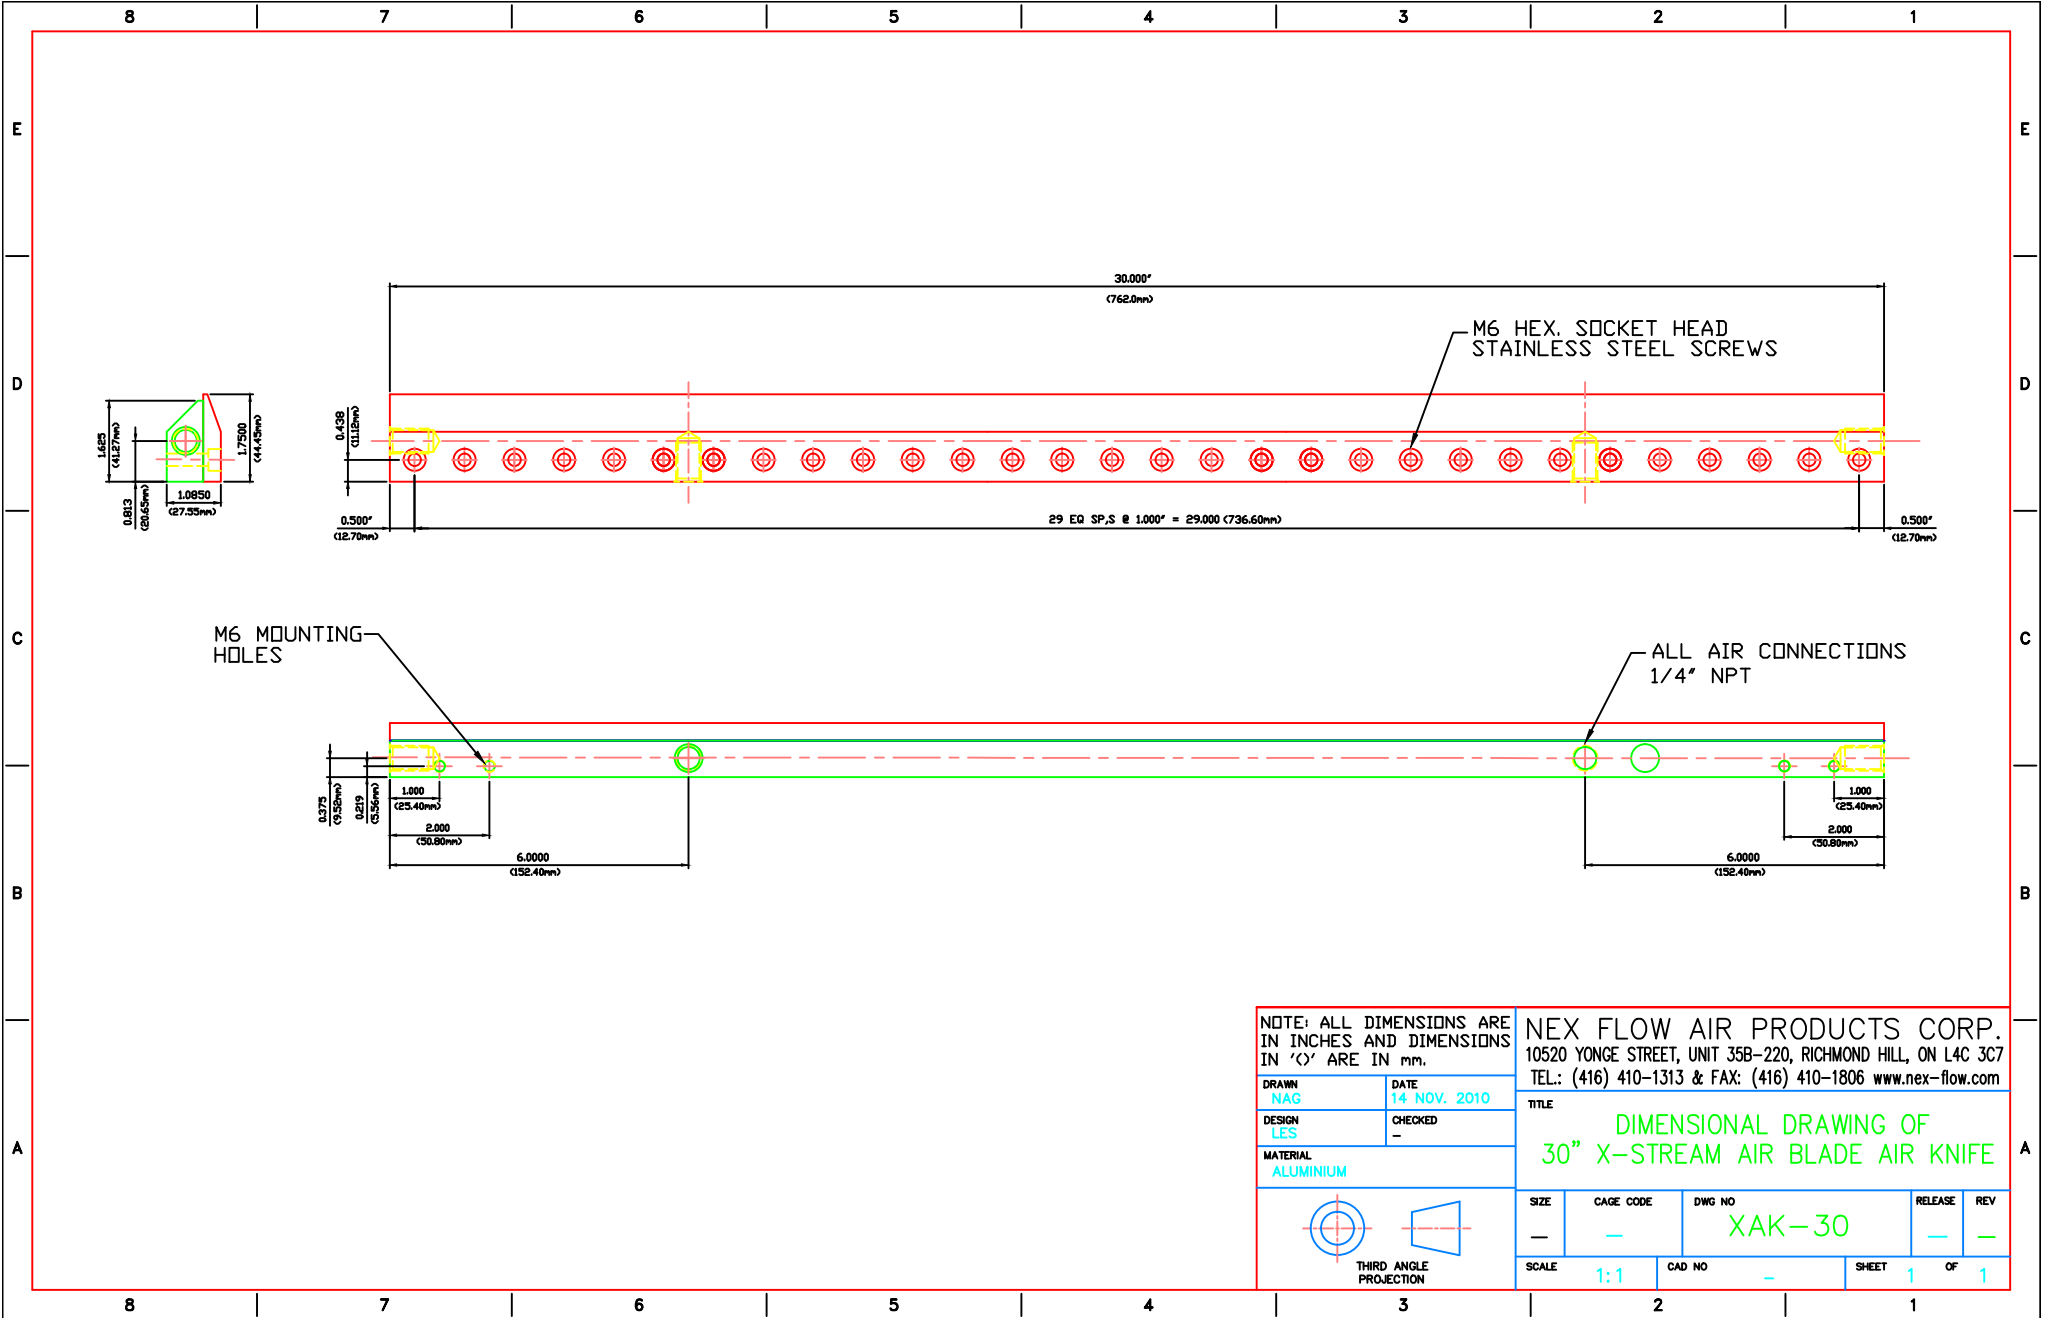 8 7 6 5 4 3 2 1
E E
D D
C C
B B
A A
30.000"
(762.0mm)
M6 HEX. SOCKET HEAD
STAINLESS STEEL SCREWS
1.625
(41.27mm)
1.7500
(44.45mm)
0.813
(20.65mm)
1.0850
(27.55mm)
0.438
(11.12mm)
0.500"
(12.70mm)
29 EQ SP,S @ 1.000" = 29.000 (736.60mm)
0.500"
(12.70mm)
M6 MOUNTING
HOLES
ALL AIR CONNECTIONS
1/4" NPT
0.375
(9.52mm)
0.219
(5.56mm)
1.000
(25.40mm)
2.000
(50.80mm)
6.0000
(152.40mm)
1.000
(25.40mm)
2.000
(50.80mm)
6.0000
(152.40mm)
NOTE: ALL DIMENSIONS ARE
IN INCHES AND DIMENSIONS
IN '()' ARE IN mm.
DRAWN
NAG
DATE
14 NOV. 2010
DESIGN
LES
CHECKED
–
MATERIAL
ALUMINIUM
THIRD ANGLE
PROJECTION
NEX FLOW AIR PRODUCTS CORP.
10520 YONGE STREET, UNIT 35B-220, RICHMOND HILL, ON L4C 3C7
TEL.: (416) 410-1313 & FAX: (416) 410-1806 www.nex-flow.com
TITLE
DIMENSIONAL DRAWING OF
30" X-STREAM AIR BLADE AIR KNIFE
SIZE
–
CAGE CODE
–
DWG NO
XAK-30
RELEASE
–
REV
–
SCALE 1:1
CAD NO –
SHEET 1 OF 1
8 7 6 5 4 3 2 1